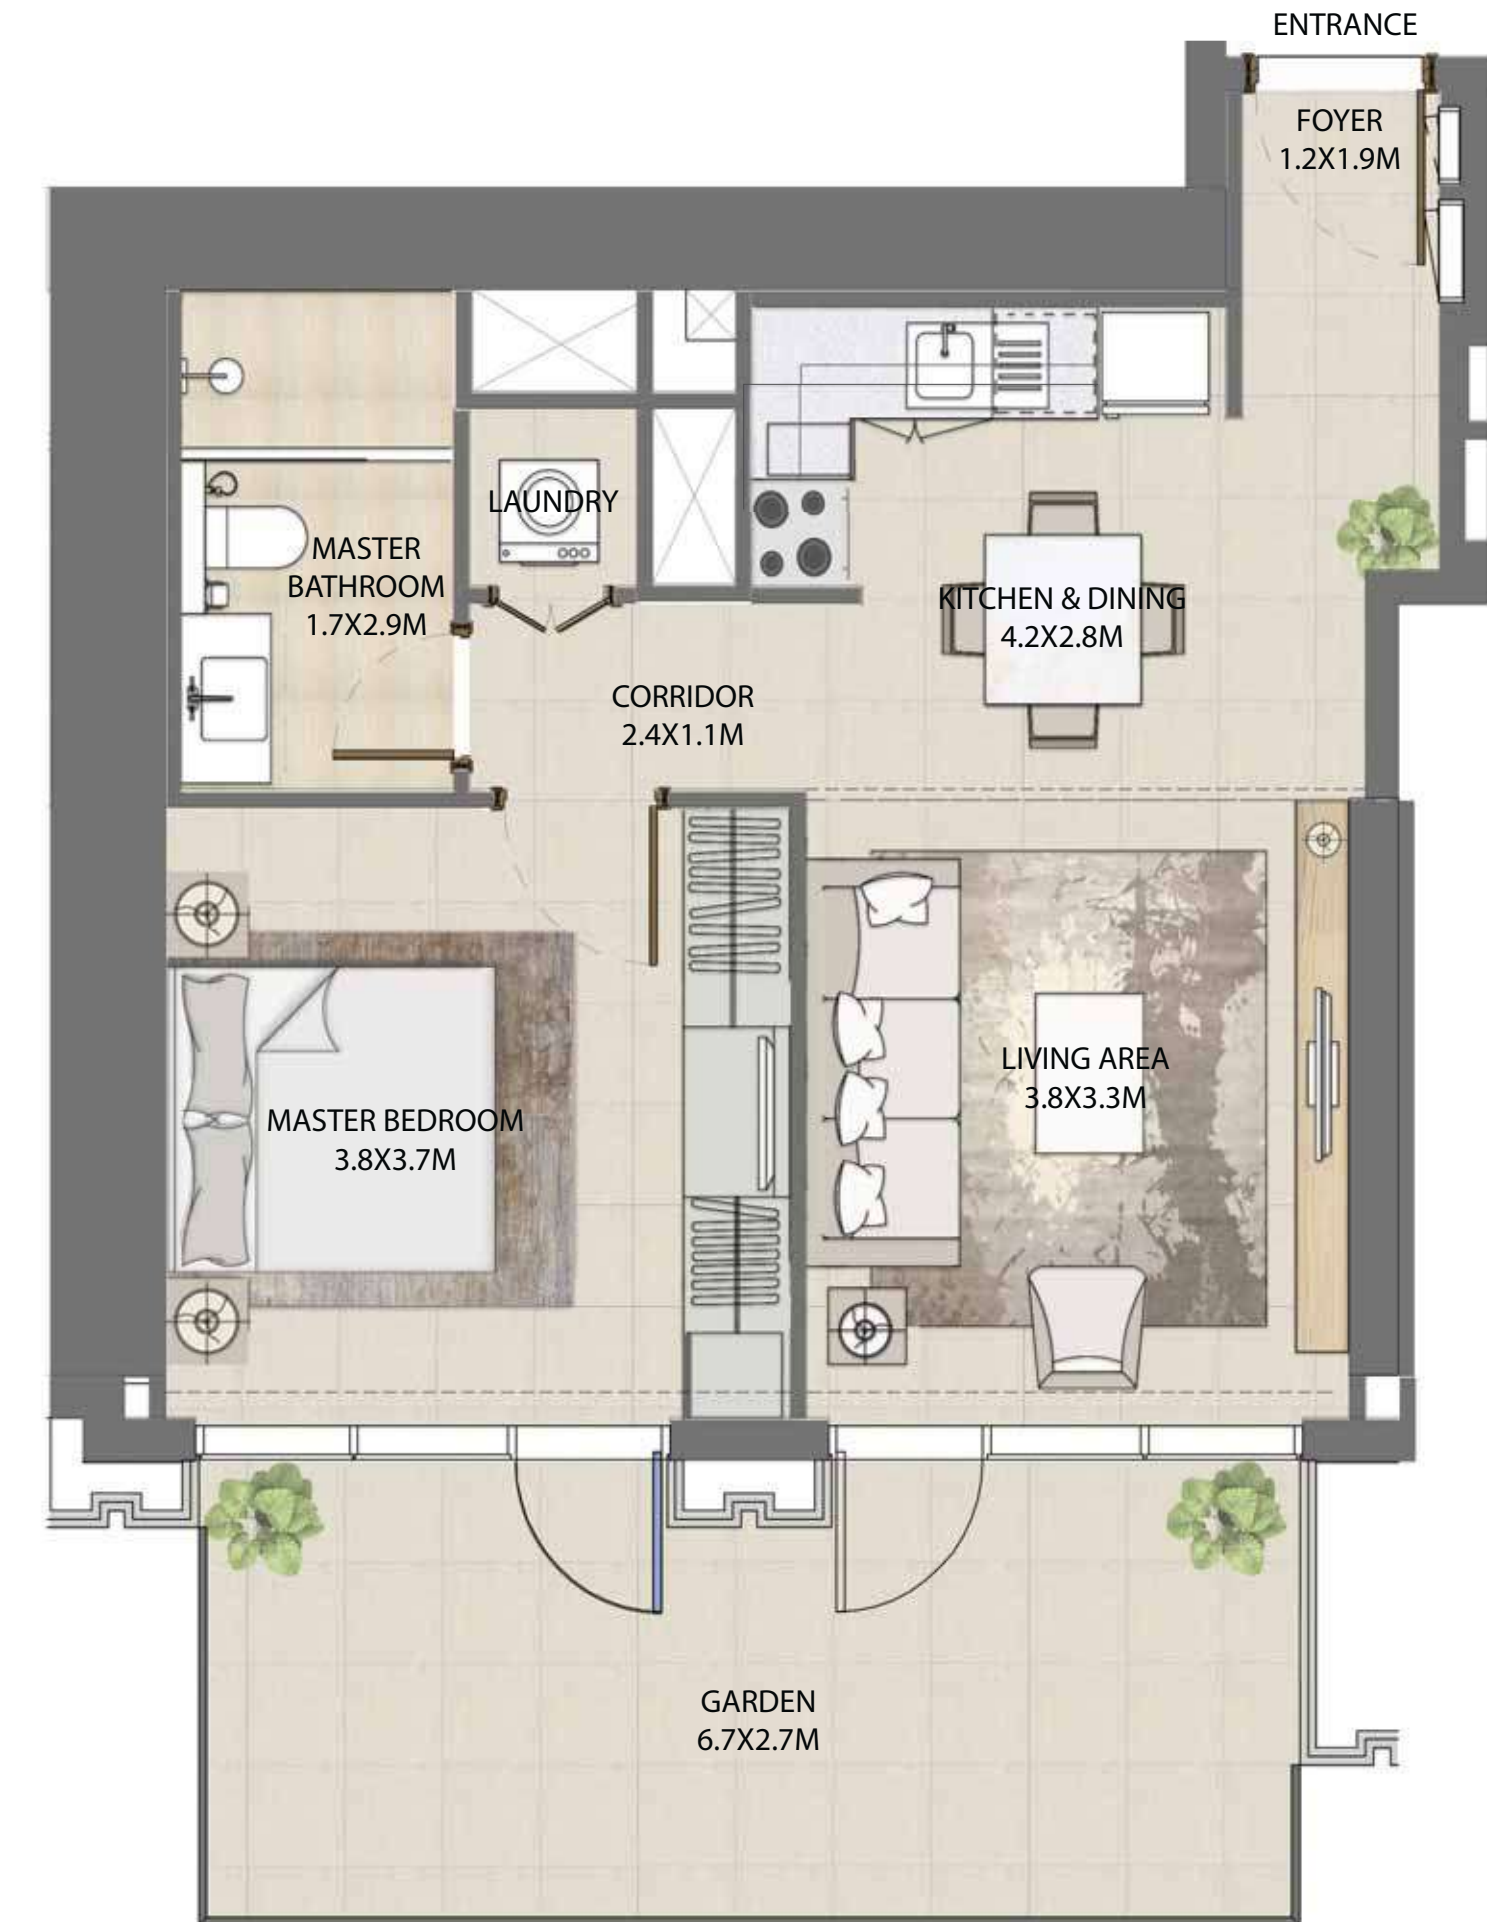 ENTRANCE
FOYER
1.2X1.9M
LAUNDRY
MASTER
BATHROOM
1.7X2.9M
KITCHEN & DINING
4.2X2.8M
CORRIDOR
2.4X1.1M
LIVING AREA
3.8X3.3M
MASTER BEDROOM
3.8X3.7M
GARDEN
6.7X2.7M